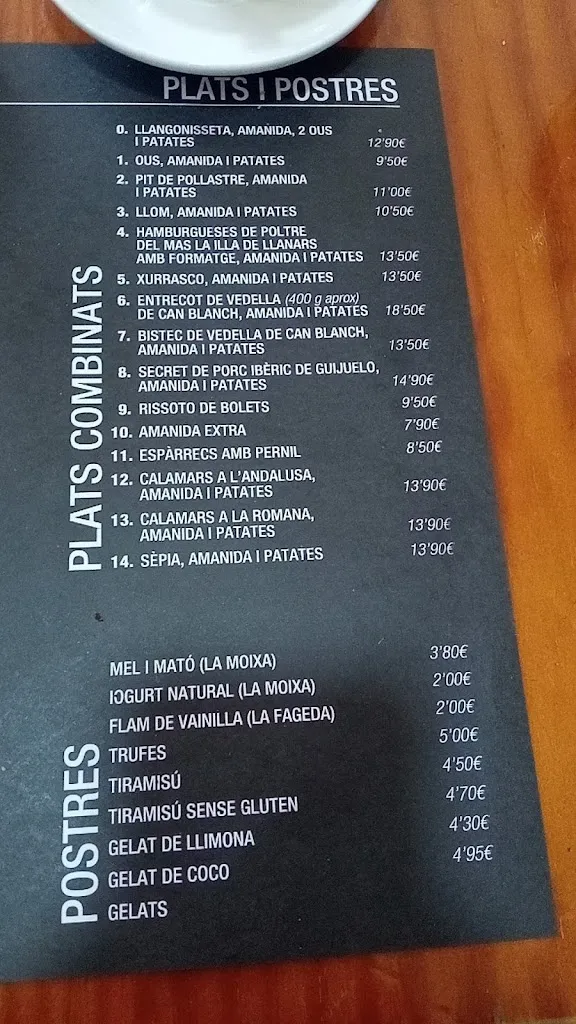 PLATS I POSTRES
PLATS COMBINATS
0. LLANGONISSETA, AMANIDA, 2 OUS
I PATATES 12'90€
1. OUS, AMANIDA I PATATES 9'50€
2. PIT DE POLLASTRE, AMANIDA
I PATATES 11'00€
3. LLOM, AMANIDA I PATATES 10'50€
4. HAMBURGUESES DE POLTRE
DEL MAS LA ILLA DE LLANARS
AMB FORMATGE, AMANIDA I PATATES 13'50€
5. XURRASCO, AMANIDA I PATATES 13'50€
6. ENTRECOT DE VEDELLA (400 g aprox)
DE CAN BLANCH, AMANIDA I PATATES 18'50€
7. BISTEC DE VEDELLA DE CAN BLANCH,
AMANIDA I PATATES 13'50€
8. SECRET DE PORC IBÈRIC DE GUIJUELO,
AMANIDA I PATATES 14'90€
9. RISSOTO DE BOLETS 9'50€
10. AMANIDA EXTRA 7'90€
11. ESPÀRRECS AMB PERNIL 8'50€
12. CALAMARS A L'ANDALUSA,
AMANIDA I PATATES 13'90€
13. CALAMARS A LA ROMANA,
AMANIDA I PATATES 13'90€
14. SÈPIA, AMANIDA I PATATES 13'90€
POSTRES
MEL I MATÓ (LA MOIXA) 3'80€
IOGURT NATURAL (LA MOIXA) 2'00€
FLAM DE VAINILLA (LA FAGEDA) 2'00€
TRUFES 5'00€
TIRAMISÚ 4'50€
TIRAMISÚ SENSE GLUTEN 4'70€
GELAT DE LLIMONA 4'30€
GELAT DE COCO 4'95€
GELATS